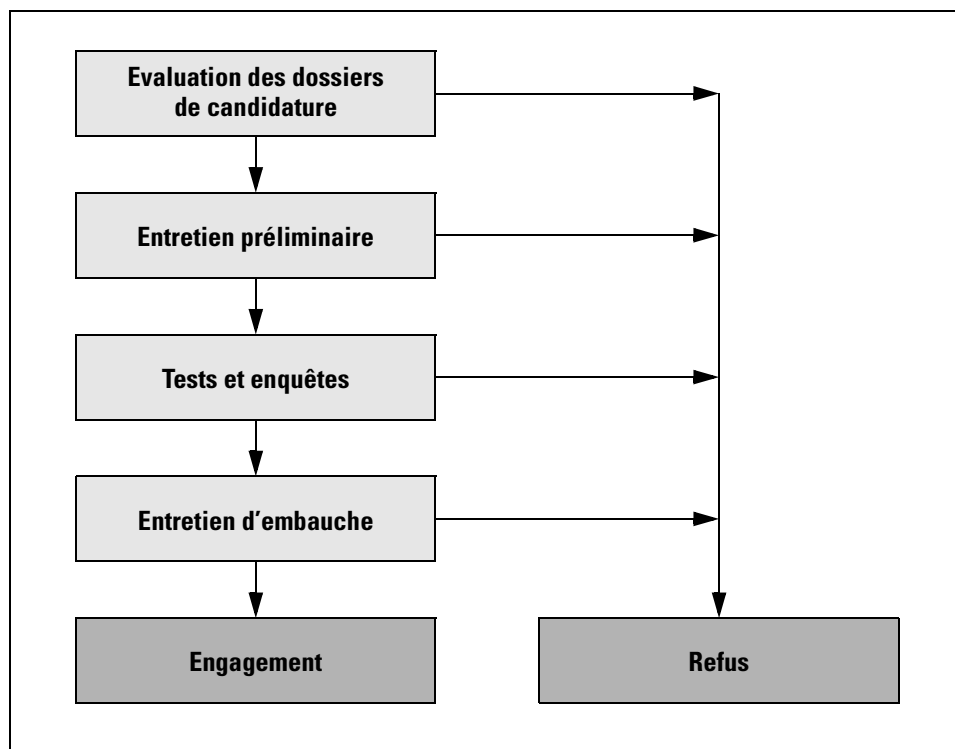 Evaluation des dossiers
de candidature
Entretien préliminaire
Tests et enquêtes
Entretien d'embauche
Engagement
Refus